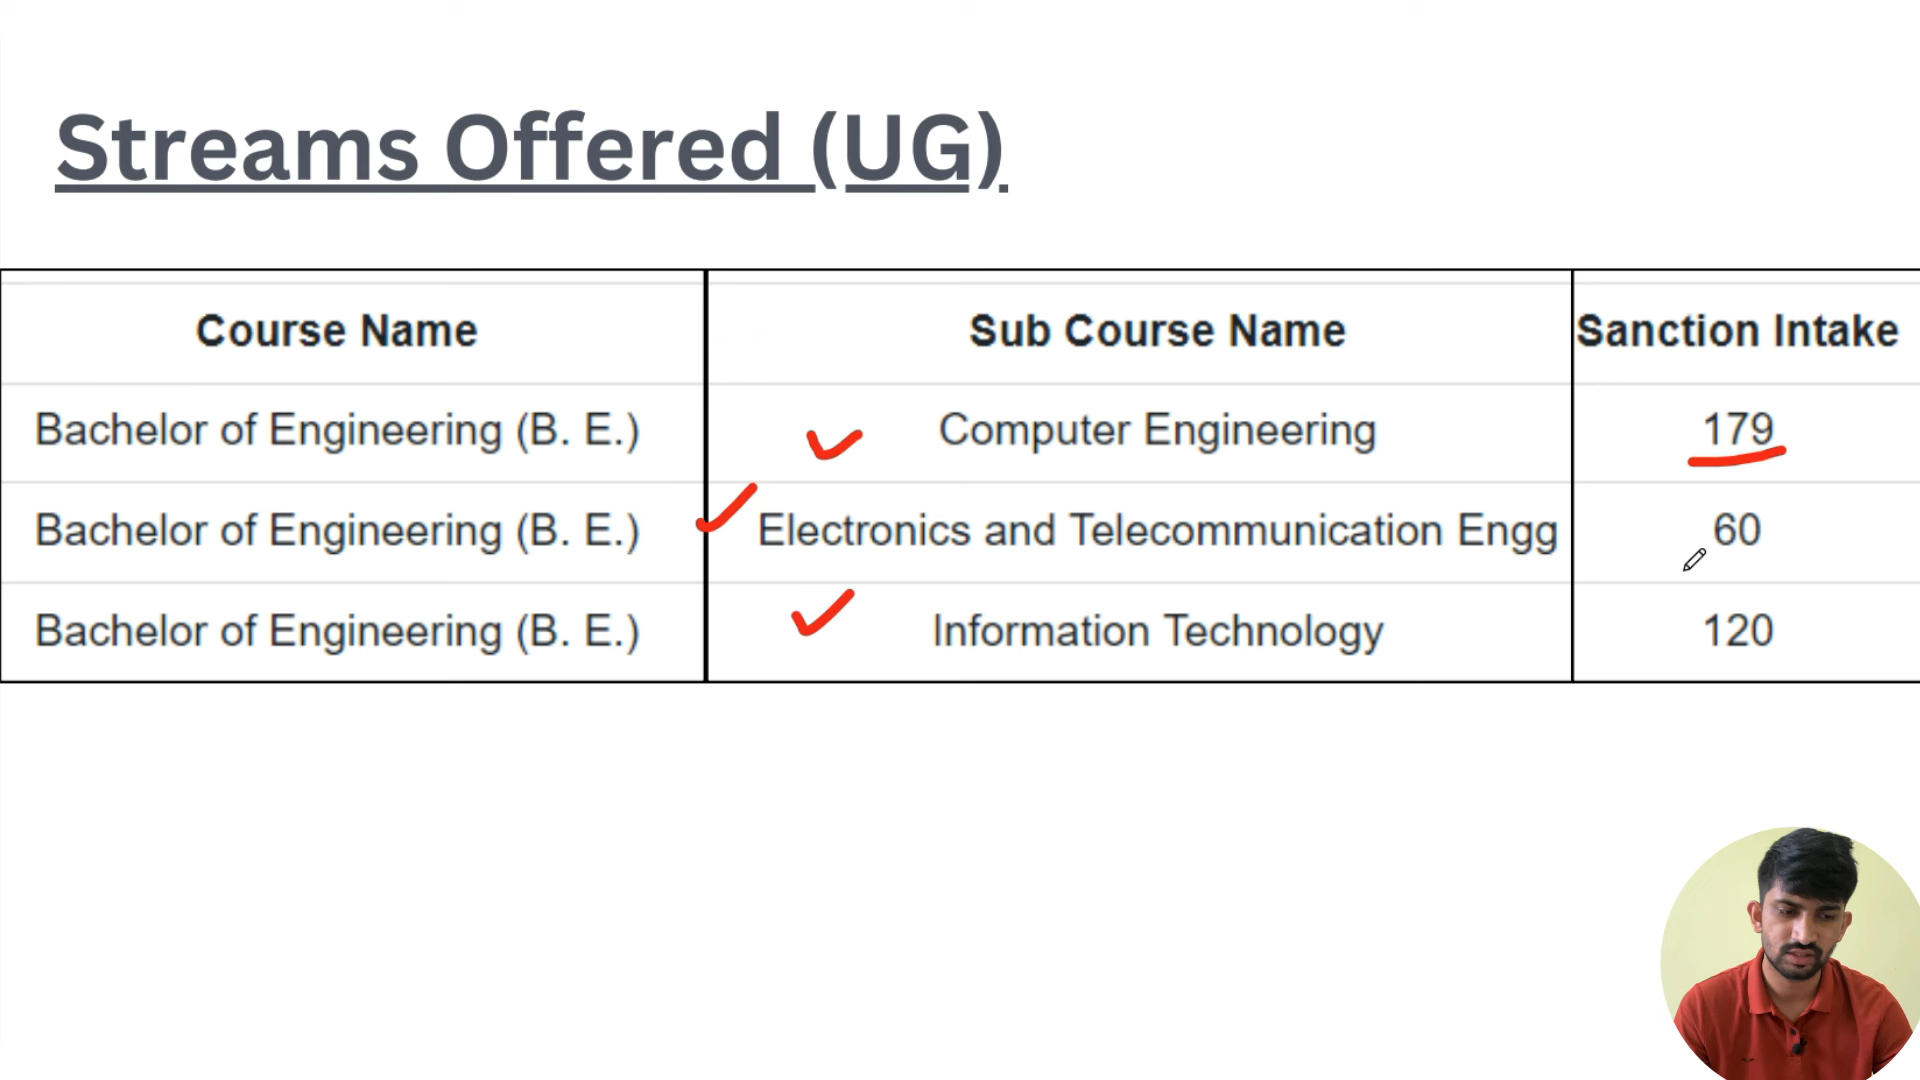 Streams Offered (UG)
Course Name Sub Course Name Sanction Intake
Bachelor of Engineering (B. E.) Computer Engineering 179
Bachelor of Engineering (B. E.) Electronics and Telecommunication Engg 60
Bachelor of Engineering (B. E.) Information Technology 120